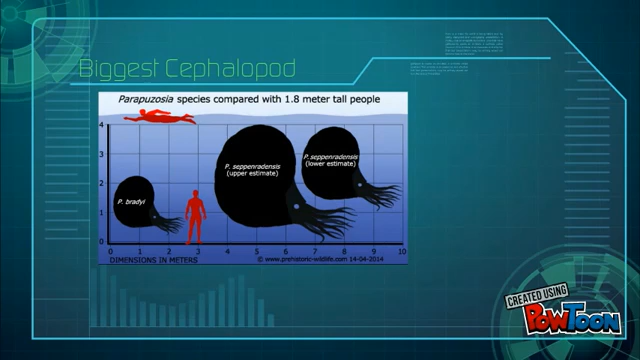 Biggest Cephalopod
Parapuzosia species compared with 1.8 meter tall people
4
3
2
1
0
P. bradyi
P. seppenradensis
(upper estimate)
P. seppenradensis
(lower estimate)
0 1 2 3 4 5 6 7 8 9 10
DIMENSIONS IN METERS
© www.prehistoric-wildlife.com 14-04-2014
CREATED USING
POWTOON